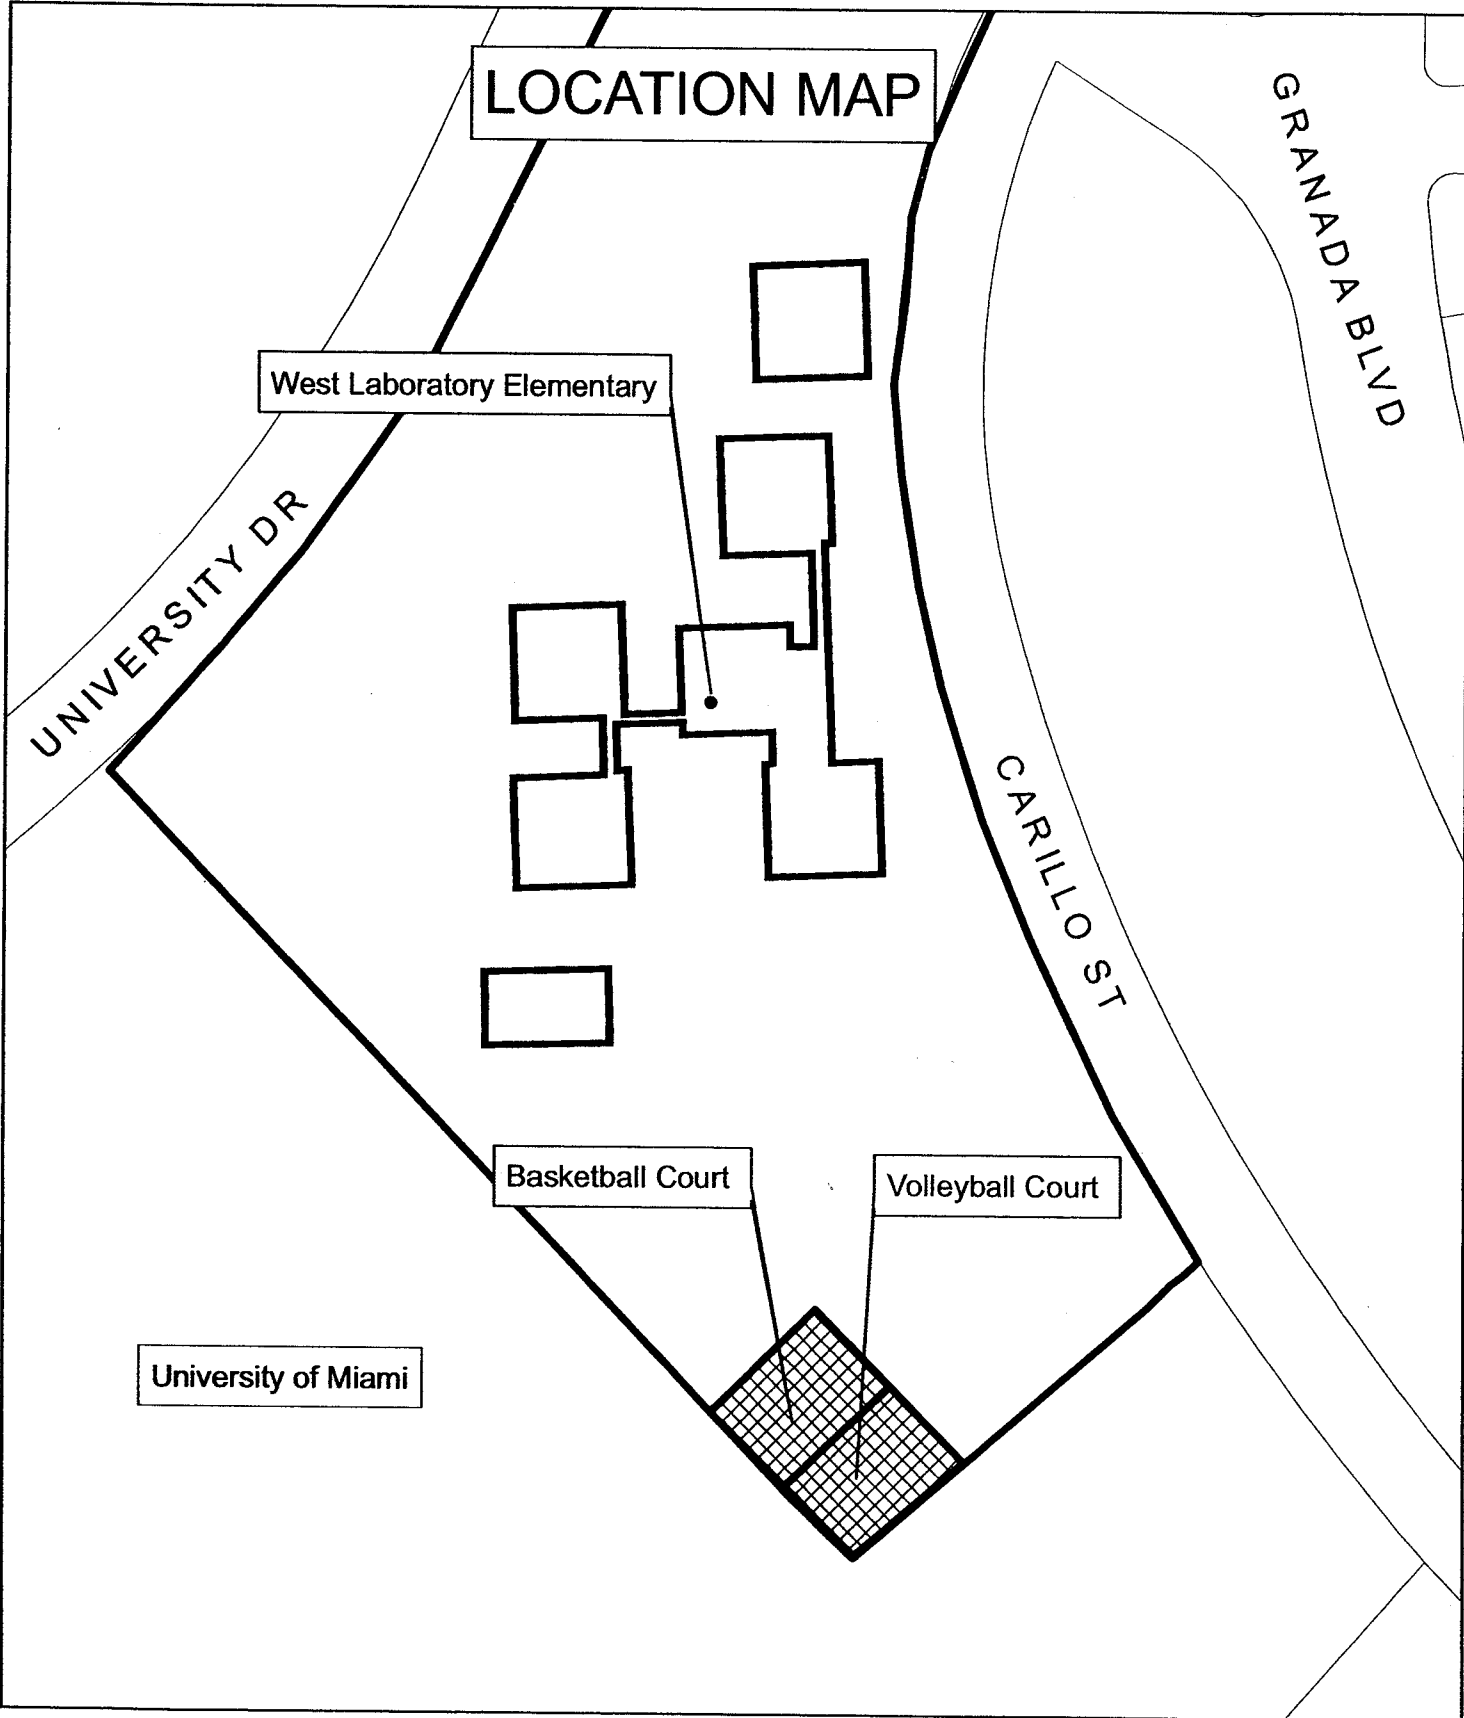 LOCATION MAP
GRANADA BLVD
West Laboratory Elementary
UNIVERSITY DR
CARILLO ST
Basketball Court
Volleyball Court
University of Miami